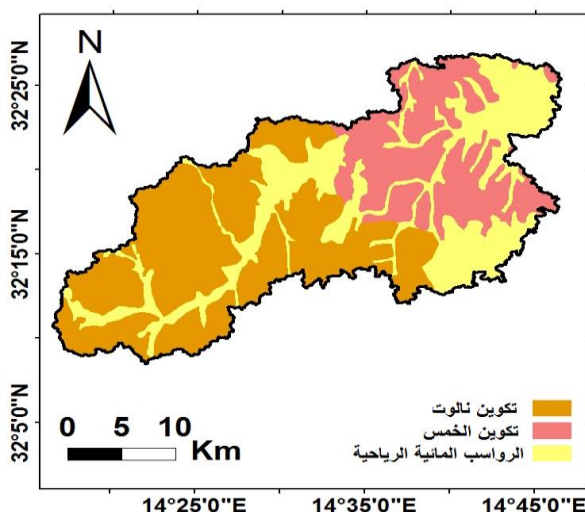 N
32°25'0"N
32°15'0"N
32°5'0"N
تكوين نالوت
تكوين الخمس
الرواسب المائية الرياحية
0 5 10
Km
14°25'0"E 14°35'0"E 14°45'0"E